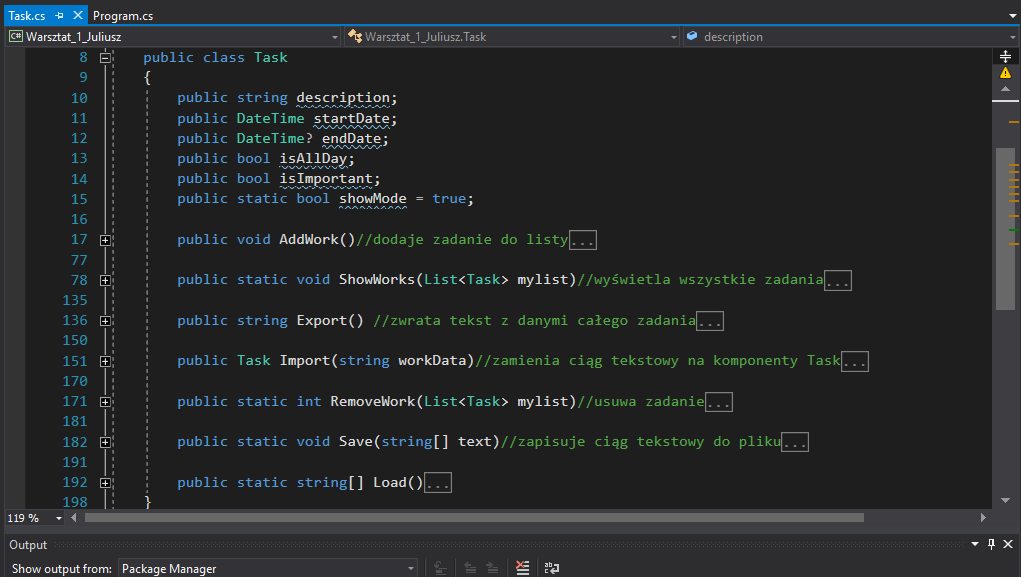 Task.cs Program.cs
C# Warsztat_1_Juliusz Warsztat_1_Juliusz.Task description
8 public class Task
9 {
10 public string description;
11 public DateTime startDate;
12 public DateTime? endDate;
13 public bool isAllDay;
14 public bool isImportant;
15 public static bool showMode = true;
16
17 public void AddWork()//dodaje zadanie do listy...
77
78 public static void ShowWorks(List<Task> mylist)//wyświetla wszystkie zadania...
135
136 public string Export() //zwrata tekst z danymi całego zadania...
150
151 public Task Import(string workData)//zamienia ciąg tekstowy na komponenty Task...
170
171 public static int RemoveWork(List<Task> mylist)//usuwa zadanie...
181
182 public static void Save(string[] text)//zapisuje ciąg tekstowy do pliku...
191
192 public static string[] Load()...
198 }
119 %
Output
Show output from: Package Manager